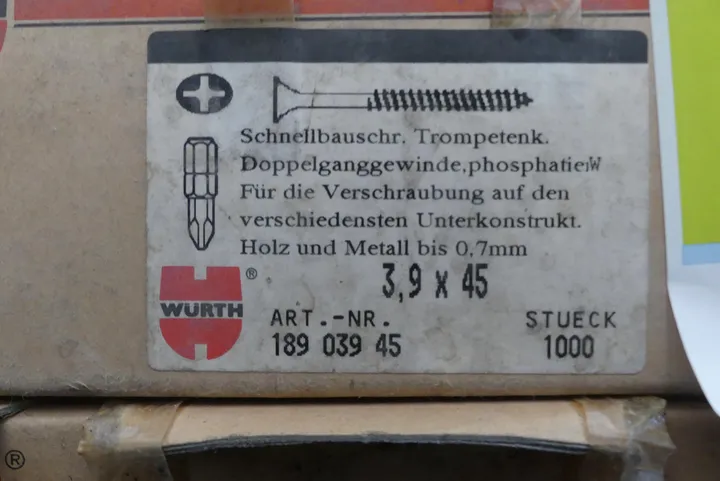 Schnellbauschr. Trompetenk.
Doppelganggewinde,phosphatierW
Für die Verschraubung auf den
verschiedensten Unterkonstrukt.
Holz und Metall bis 0,7mm
3,9 x 45
WÜRTH ®
ART.-NR. STUECK
189 039 45 1000
®